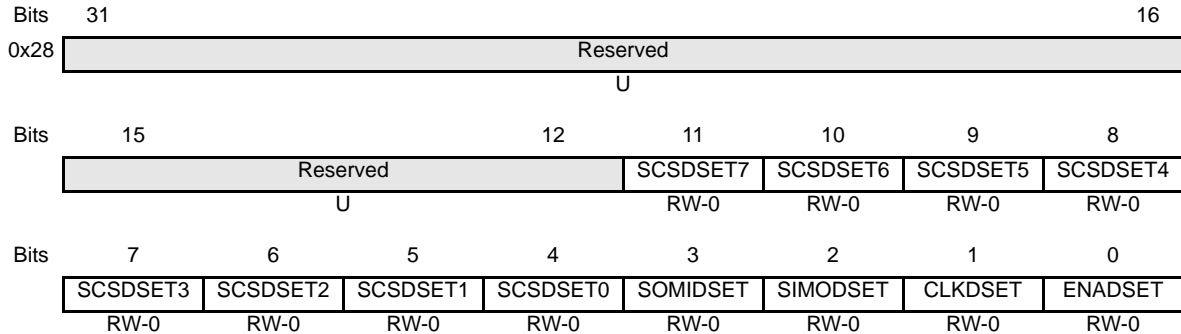 Bits 31 16
0x28 Reserved
U
Bits 15 12 11 10 9 8
Reserved SCSDSET7 SCSDSET6 SCSDSET5 SCSDSET4
U RW-0 RW-0 RW-0 RW-0
Bits 7 6 5 4 3 2 1 0
SCSDSET3 SCSDSET2 SCSDSET1 SCSDSET0 SOMIDSET SIMODSET CLKDSET ENADSET
RW-0 RW-0 RW-0 RW-0 RW-0 RW-0 RW-0 RW-0